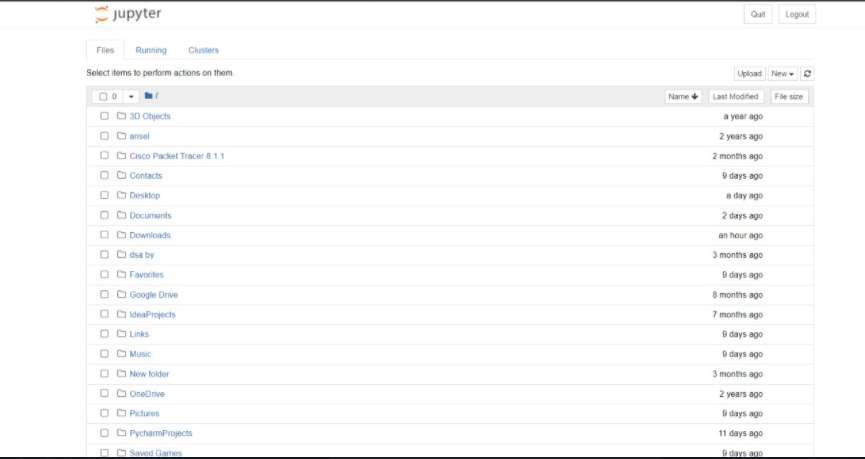 jupyter Quit Logout
Files Running Clusters
Select items to perform actions on them. Upload New
0 / Name Last Modified File size
3D Objects a year ago
ansel 2 years ago
Cisco Packet Tracer 8.1.1 2 months ago
Contacts 9 days ago
Desktop a day ago
Documents 2 days ago
Downloads an hour ago
dsa by 3 months ago
Favorites 9 days ago
Google Drive 8 months ago
IdeaProjects 7 months ago
Links 9 days ago
Music 9 days ago
New folder 3 months ago
OneDrive 2 years ago
Pictures 9 days ago
PycharmProjects 11 days ago
Saved Games 9 days ago